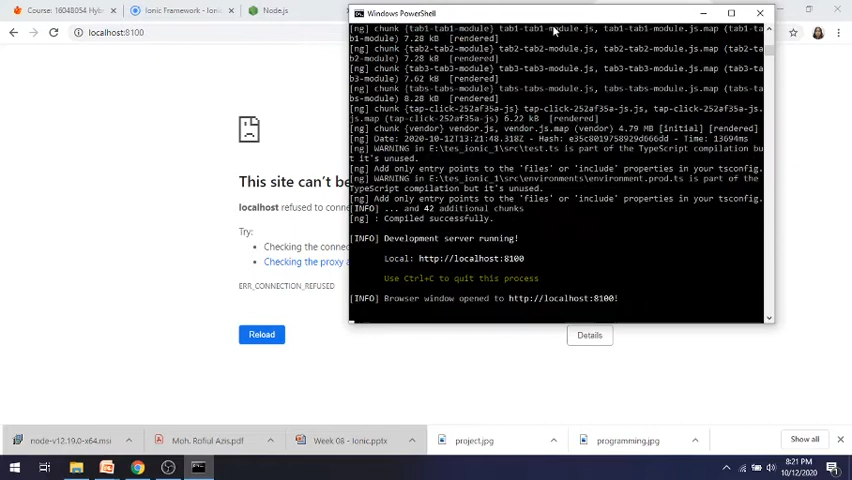 Course: 16048054 Hybr
Ionic Framework - Ionic
Node.js
localhost:8100
Windows PowerShell
[ng] chunk {tab1-tab1-module} tab1-tab1-module.js, tab1-tab1-module.js.map (tab1-ta
b1-module) 7.28 kB  [rendered]
[ng] chunk {tab2-tab2-module} tab2-tab2-module.js, tab2-tab2-module.js.map (tab2-ta
b2-module) 7.28 kB  [rendered]
[ng] chunk {tab3-tab3-module} tab3-tab3-module.js, tab3-tab3-module.js.map (tab3-ta
b3-module) 7.62 kB  [rendered]
[ng] chunk {tabs-tabs-module} tabs-tabs-module.js, tabs-tabs-module.js.map (tabs-ta
bs-module) 8.28 kB  [rendered]
[ng] chunk {tap-click-252af35a-js} tap-click-252af35a-js.js, tap-click-252af35a-js.
js.map (tap-click-252af35a-js) 6.22 kB  [rendered]
[ng] chunk {vendor} vendor.js, vendor.js.map (vendor) 4.79 MB [initial] [rendered]
[ng] Date: 2020-10-12T13:21:48.318Z - Hash: e35c8019758929d666dd - Time: 13694ms
[ng] WARNING in E:\tes_ionic_1\src\test.ts is part of the TypeScript compilation bu
t it's unused.
[ng] Add only entry points to the 'files' or 'include' properties in your tsconfig.
[ng] WARNING in E:\tes_ionic_1\src\environments\environment.prod.ts is part of the
TypeScript compilation but it's unused.
[ng] Add only entry points to the 'files' or 'include' properties in your tsconfig.
[INFO] ... and 42 additional chunks
[ng] : Compiled successfully.
[INFO] Development server running!
Local: http://localhost:8100
Use Ctrl+C to quit this process
[INFO] Browser window opened to http://localhost:8100!
This site can't be
localhost refused to connec
Try:
Checking the connec
Checking the proxy a
ERR_CONNECTION_REFUSED
Reload
Details
node-v12.19.0-x64.msi
Moh. Rofiul Azis.pdf
Week 08 - Ionic.pptx
project.jpg
programming.jpg
Show all
8:21 PM
10/12/2020